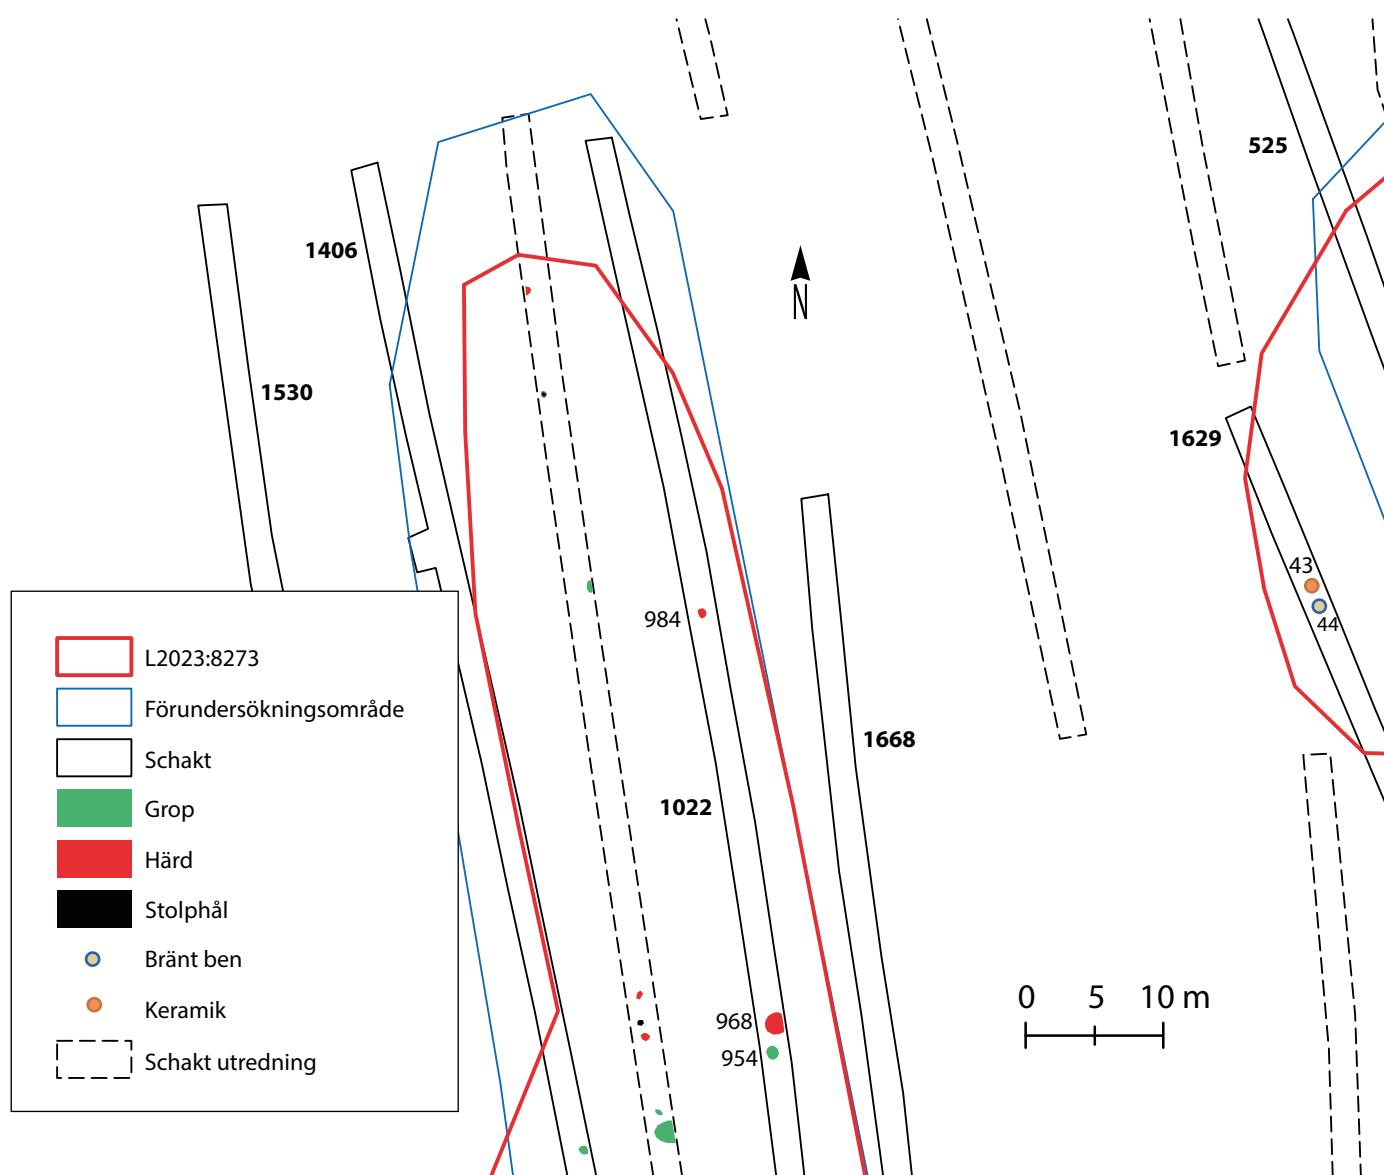 525
1406
N
1530
1629
43
984
44
L2023:8273
Förundersökningsområde
1668
Schakt
1022
Grop
Härd
Stolphål
Bränt ben
0 5 10 m
Keramik
968
954
Schakt utredning